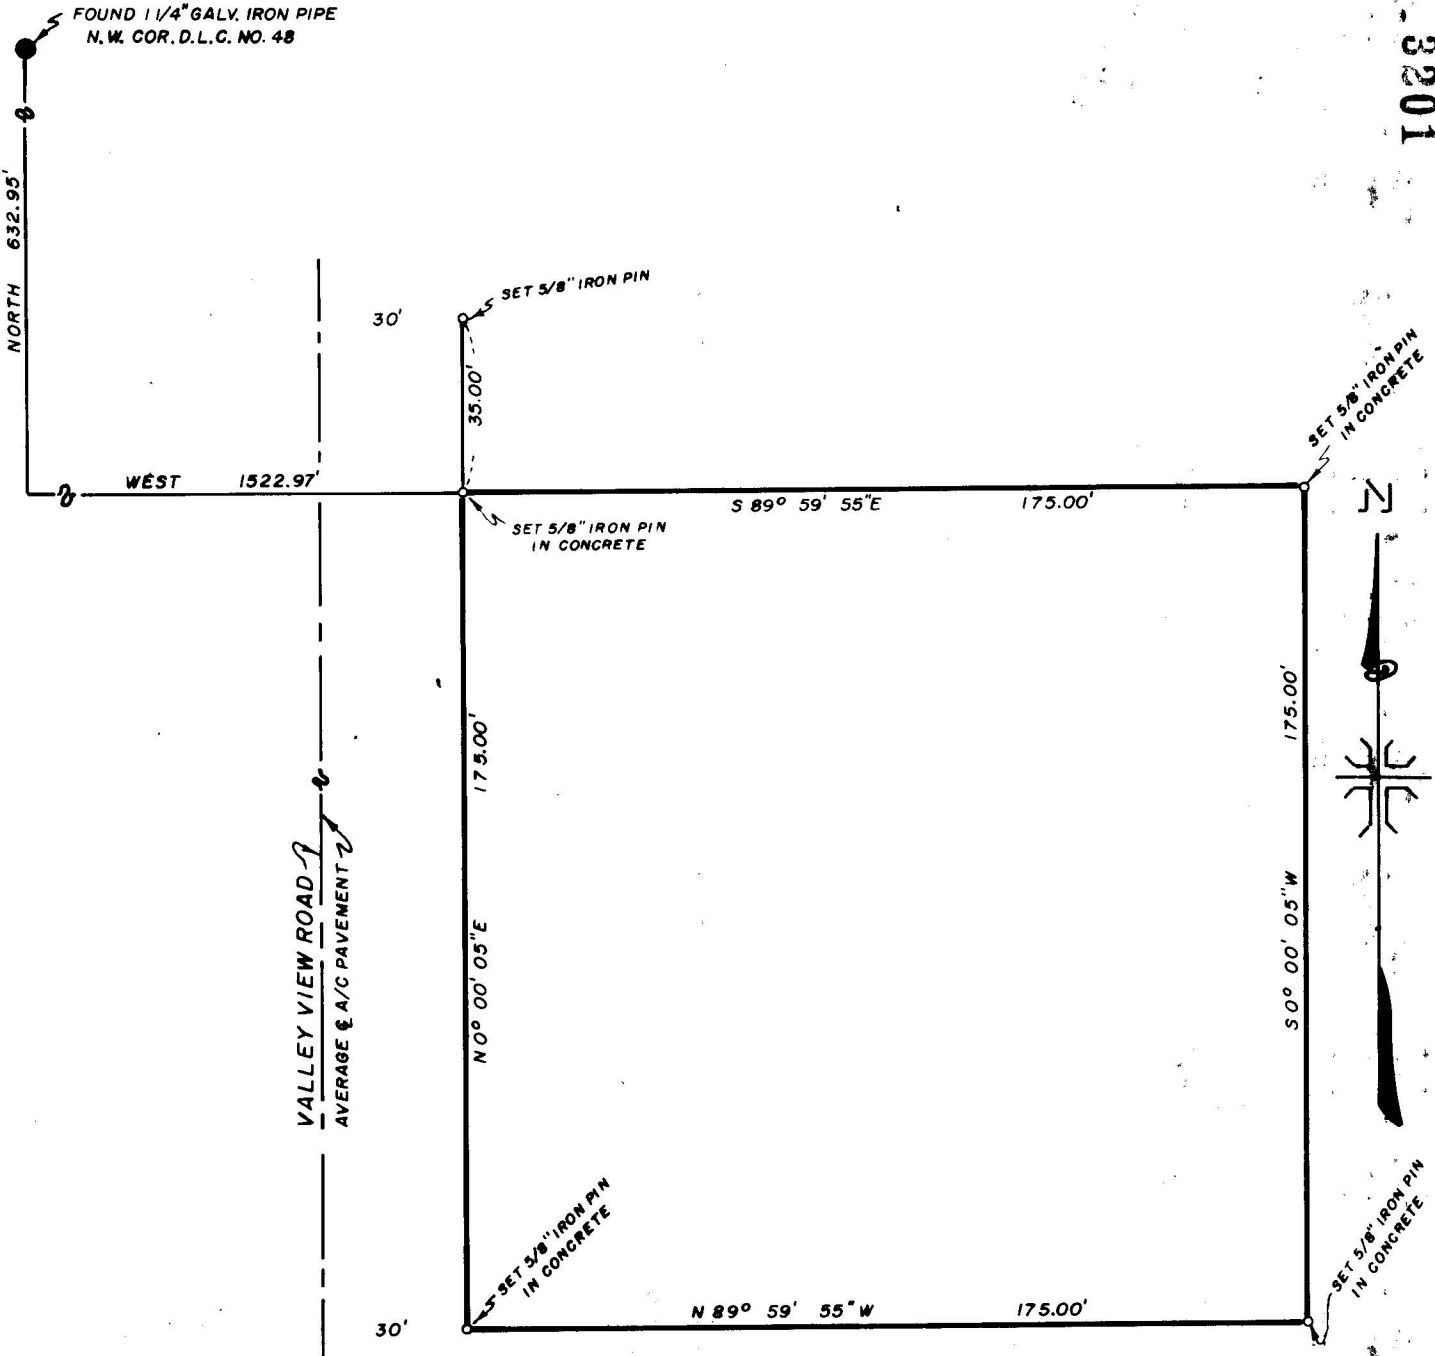 FOUND 1 1/4" GALV. IRON PIPE
N.W. COR. D.L.C. NO. 48
- 3201
NORTH 632.95'
SET 5/8" IRON PIN
30'
35.00'
SET 5/8" IRON PIN
IN CONCRETE
WEST 1522.97'
S 89° 59' 55"E 175.00'
N
SET 5/8" IRON PIN
IN CONCRETE
175.00'
N 0° 00' 05"E
175.00'
S 0° 00' 05"W
VALLEY VIEW ROAD
AVERAGE ℄ A/C PAVEMENT
SET 5/8" IRON PIN
IN CONCRETE
SET 5/8" IRON PIN
IN CONCRETE
30'
N 89° 59' 55"W 175.00'